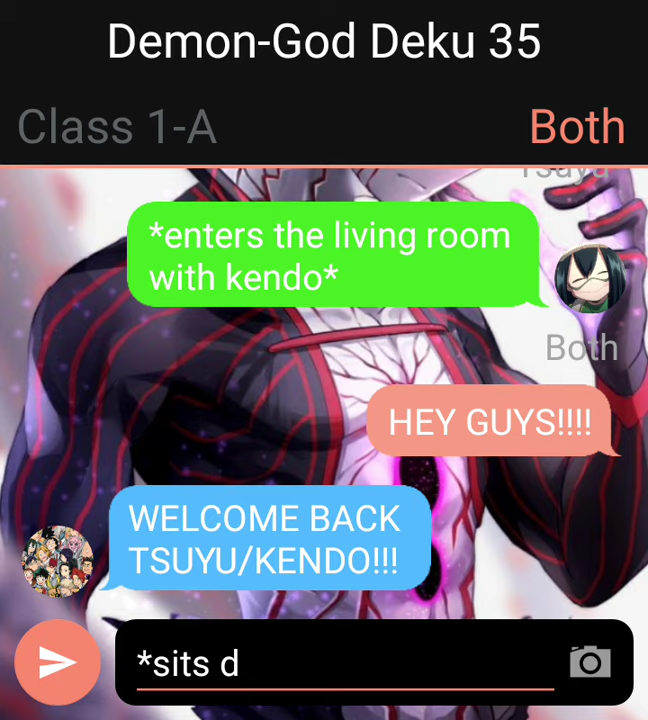 Demon-God Deku 35
Class 1-A
Both
Tsuyu
*enters the living room
with kendo*
Both
HEY GUYS!!!!
WELCOME BACK
TSUYU/KENDO!!!
*sits d